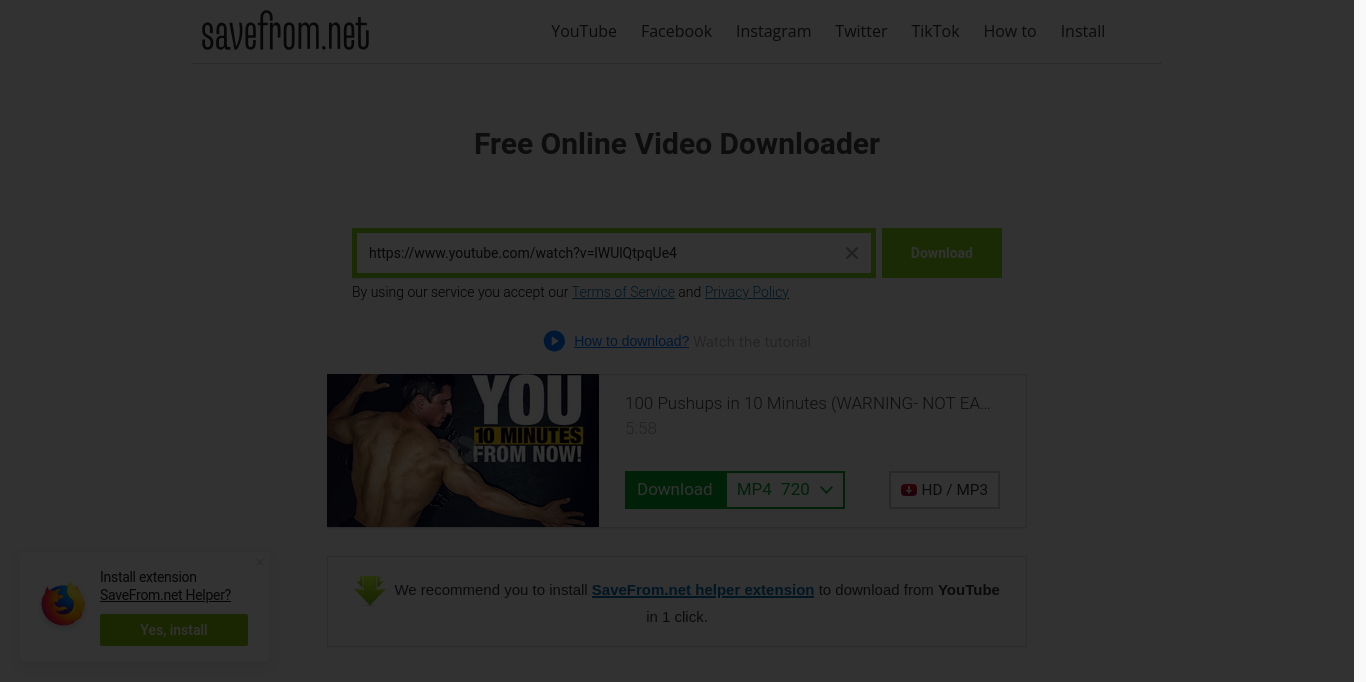 savefrom.net
YouTube Facebook Instagram Twitter TikTok How to Install
Free Online Video Downloader
https://www.youtube.com/watch?v=IWUlQtpqUe4
Download
By using our service you accept our Terms of Service and Privacy Policy
How to download? Watch the tutorial
YOU
10 MINUTES
FROM NOW!
100 Pushups in 10 Minutes (WARNING- NOT EA...
5:58
Download MP4 720
HD / MP3
We recommend you to install SaveFrom.net helper extension to download from YouTube
in 1 click.
Install extension
SaveFrom.net Helper?
Yes, install